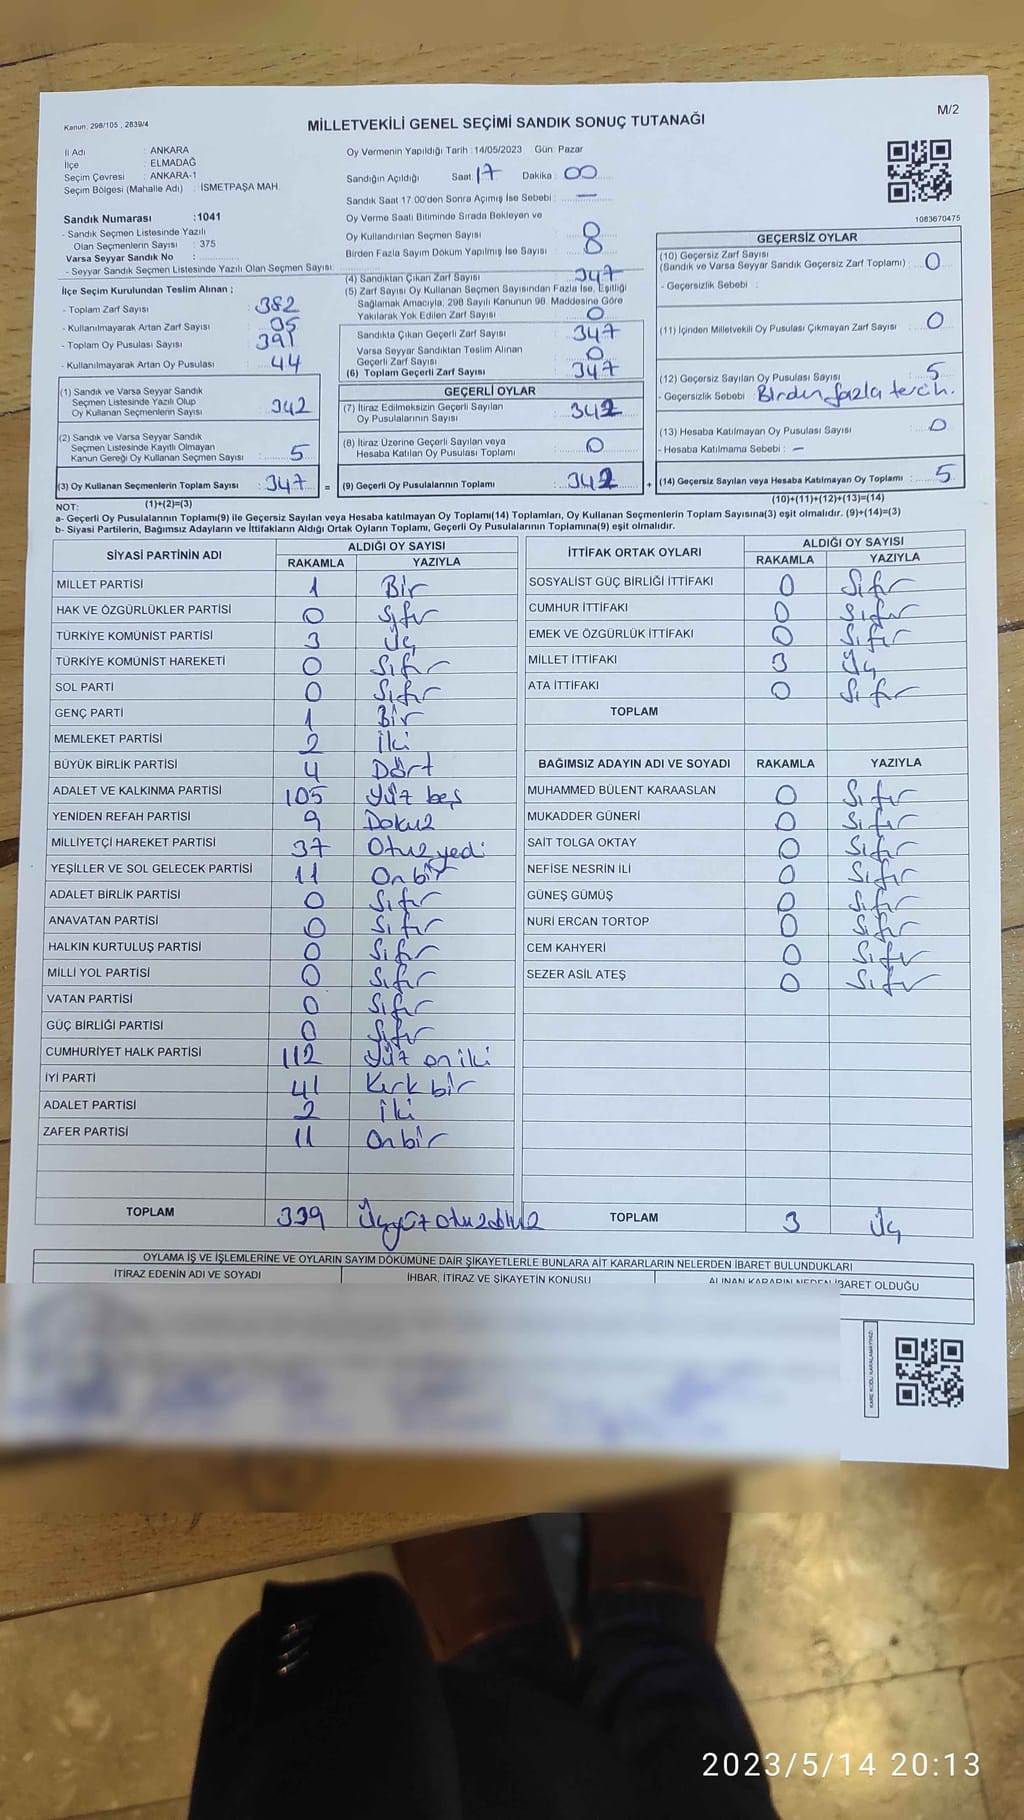 Kanun: 298/105 , 2839/4
MİLLETVEKİLİ GENEL SEÇİMİ SANDIK SONUÇ TUTANAĞI
M/2
İl Adı : ANKARA
İlçe : ELMADAĞ
Seçim Çevresi : ANKARA-1
Seçim Bölgesi (Mahalle Adı) : İSMETPAŞA MAH.
Sandık Numarası :1041
- Sandık Seçmen Listesinde Yazılı
Olan Seçmenlerin Sayısı : 375
Varsa Seyyar Sandık No :
- Seyyar Sandık Seçmen Listesinde Yazılı Olan Seçmen Sayısı:
İlçe Seçim Kurulundan Teslim Alınan ;
- Toplam Zarf Sayısı : 382
- Kullanılmayarak Artan Zarf Sayısı : 35
- Toplam Oy Pusulası Sayısı : 391
- Kullanılmayarak Artan Oy Pusulası : 44
(1) Sandık ve Varsa Seyyar Sandık
Seçmen Listesinde Yazılı Olup
Oy Kullanan Seçmenlerin Sayısı : 342
(2) Sandık ve Varsa Seyyar Sandık
Seçmen Listesinde Kayıtlı Olmayan
Kanun Gereği Oy Kullanan Seçmen Sayısı : 5
(3) Oy Kullanan Seçmenlerin Toplam Sayısı : 347 =
(1)+(2)=(3)
Oy Vermenin Yapıldığı Tarih :14/05/2023 Gün: Pazar
Sandığın Açıldığı Saat: 17 Dakika : 00
Sandık Saat 17:00'den Sonra Açımış İse Sebebi : —
Oy Verme Saati Bitiminde Sırada Bekleyen ve
Oy Kullandırılan Seçmen Sayısı :
Birden Fazla Sayım Döküm Yapılmış İse Sayısı :
(4) Sandıktan Çıkan Zarf Sayısı : 347
(5) Zarf Sayısı Oy Kullanan Seçmen Sayısından Fazla İse, Eşitliği
Sağlamak Amacıyla; 298 Sayılı Kanunun 98. Maddesine Göre
Yakılarak Yok Edilen Zarf Sayısı : 0
Sandıkta Çıkan Geçerli Zarf Sayısı : 347
Varsa Seyyar Sandıktan Teslim Alınan
Geçerli Zarf Sayısı : 0
(6) Toplam Geçerli Zarf Sayısı : 347
GEÇERLİ OYLAR
(7) İtiraz Edilmeksizin Geçerli Sayılan
Oy Pusulalarının Sayısı : 342
(8) İtiraz Üzerine Geçerli Sayılan veya
Hesaba Katılan Oy Pusulası Toplamı : 0
(9) Geçerli Oy Pusulalarının Toplamı : 342 +
1083670475
GEÇERSİZ OYLAR
(10) Geçersiz Zarf Sayısı
(Sandık ve Varsa Seyyar Sandık Geçersiz Zarf Toplamı) : 0
- Geçersizlik Sebebi :
(11) İçinden Milletvekili Oy Pusulası Çıkmayan Zarf Sayısı : 0
(12) Geçersiz Sayılan Oy Pusulası Sayısı : 5
- Geçersizlik Sebebi : Birden fazla tercih.
(13) Hesaba Katılmayan Oy Pusulası Sayısı : 0
- Hesaba Katılmama Sebebi : —
(14) Geçersiz Sayılan veya Hesaba Katılmayan Oy Toplamı : 5
(10)+(11)+(12)+(13)=(14)
NOT:
a- Geçerli Oy Pusulalarının Toplamı(9) ile Geçersiz Sayılan veya Hesaba katılmayan Oy Toplamı(14) Toplamları, Oy Kullanan Seçmenlerin Toplam Sayısına(3) eşit olmalıdır. (9)+(14)=(3)
b- Siyasi Partilerin, Bağımsız Adayların ve İttifakların Aldığı Ortak Oyların Toplamı, Geçerli Oy Pusulalarının Toplamına(9) eşit olmalıdır.
SİYASİ PARTİNİN ADI ALDIĞI OY SAYISI
RAKAMLA YAZIYLA
MİLLET PARTİSİ 1 Bir
HAK VE ÖZGÜRLÜKLER PARTİSİ 0 Sıfır
TÜRKİYE KOMÜNİST PARTİSİ 3 Üç
TÜRKİYE KOMÜNİST HAREKETİ 0 Sıfır
SOL PARTİ 0 Sıfır
GENÇ PARTİ 1 Bir
MEMLEKET PARTİSİ 2 İki
BÜYÜK BİRLİK PARTİSİ 4 Dört
ADALET VE KALKINMA PARTİSİ 105 Yüz beş
YENİDEN REFAH PARTİSİ 9 Dokuz
MİLLİYETÇİ HAREKET PARTİSİ 37 Otuz yedi
YEŞİLLER VE SOL GELECEK PARTİSİ 11 On bir
ADALET BİRLİK PARTİSİ 0 Sıfır
ANAVATAN PARTİSİ 0 Sıfır
HALKIN KURTULUŞ PARTİSİ 0 Sıfır
MİLLİ YOL PARTİSİ 0 Sıfır
VATAN PARTİSİ 0 Sıfır
GÜÇ BİRLİĞİ PARTİSİ 0 Sıfır
CUMHURİYET HALK PARTİSİ 112 Yüz on iki
İYİ PARTİ 41 Kırk bir
ADALET PARTİSİ 2 İki
ZAFER PARTİSİ 11 On bir
TOPLAM 339 Üçyüz otuz dokuz
İTTİFAK ORTAK OYLARI ALDIĞI OY SAYISI
RAKAMLA YAZIYLA
SOSYALİST GÜÇ BİRLİĞİ İTTİFAKI 0 Sıfır
CUMHUR İTTİFAKI 0 Sıfır
EMEK VE ÖZGÜRLÜK İTTİFAKI 0 Sıfır
MİLLET İTTİFAKI 3 Üç
ATA İTTİFAKI 0 Sıfır
TOPLAM
BAĞIMSIZ ADAYIN ADI VE SOYADI RAKAMLA YAZIYLA
MUHAMMED BÜLENT KARAASLAN 0 Sıfır
MUKADDER GÜNERİ 0 Sıfır
SAİT TOLGA OKTAY 0 Sıfır
NEFİSE NESRİN İLİ 0 Sıfır
GÜNEŞ GÜMÜŞ 0 Sıfır
NURİ ERCAN TORTOP 0 Sıfır
CEM KAHYERİ 0 Sıfır
SEZER ASİL ATEŞ 0 Sıfır
TOPLAM 3 Üç
OYLAMA İŞ VE İŞLEMLERİNE VE OYLARIN SAYIM DÖKÜMÜNE DAİR ŞİKAYETLERLE BUNLARA AİT KARARLARIN NELERDEN İBARET BULUNDUKLARI
İTİRAZ EDENİN ADI VE SOYADI İHBAR, İTİRAZ VE ŞİKAYETİN KONUSU ALINAN KARARIN NEDEN İBARET OLDUĞU
2023/5/14 20:13